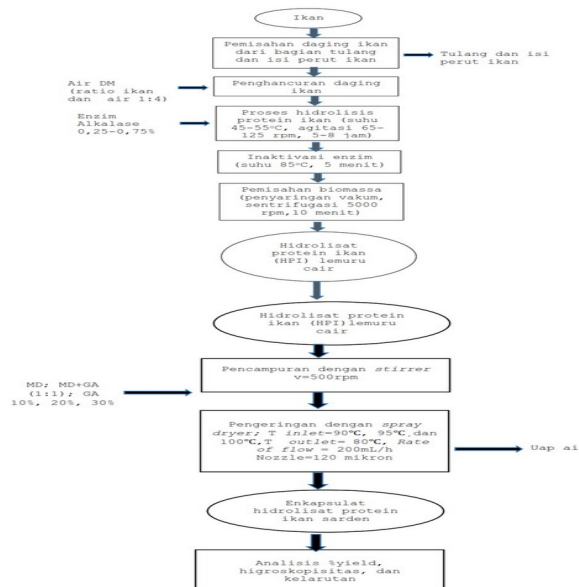 Ikan
Pemisahan daging ikan
dari bagian tulang
dan isi perut ikan
Tulang dan isi
perut ikan
Air DM
(ratio ikan
dan air 1:4)
Penghancuran daging
ikan
Enzim
Alkalase
0,25-0,75%
Proses hidrolisis
protein ikan (suhu
45-55°C, agitasi 65-
125 rpm, 5-8 jam)
Inaktivasi enzim
(suhu 85°C, 5 menit)
Pemisahan biomassa
(penyaringan vakum,
sentrifugasi 5000
rpm,10 menit)
Hidrolisat
protein ikan
(HPI) lemuru
cair
Hidrolisat protein
ikan (HPI)lemuru
cair
Pencampuran dengan stirrer
v=500rpm
MD; MD+GA
(1:1); GA
10%, 20%, 30%
Pengeringan dengan spray
dryer; T inlet=90℃, 95℃,dan
100℃,T outlet= 80℃, Rate
of flow = 200mL/h
Nozzle=120 mikron
Uap ai
Enkapsulat
hidrolisat protein
ikan sarden
Analisis %yield,
higroskopisitas, dan
kelarutan